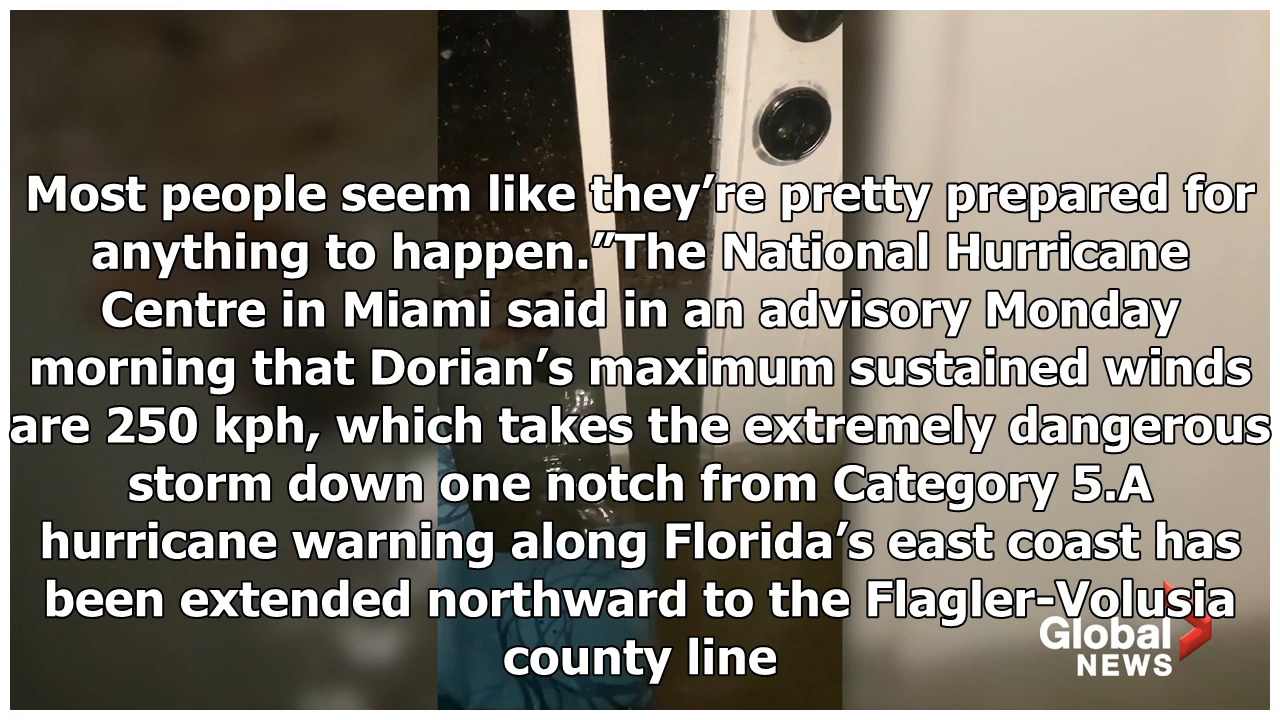 Most people seem like they’re pretty prepared for
anything to happen.”The National Hurricane
Centre in Miami said in an advisory Monday
morning that Dorian’s maximum sustained winds
are 250 kph, which takes the extremely dangerous
storm down one notch from Category 5.A
hurricane warning along Florida’s east coast has
been extended northward to the Flagler-Volusia
county line
Global
NEWS